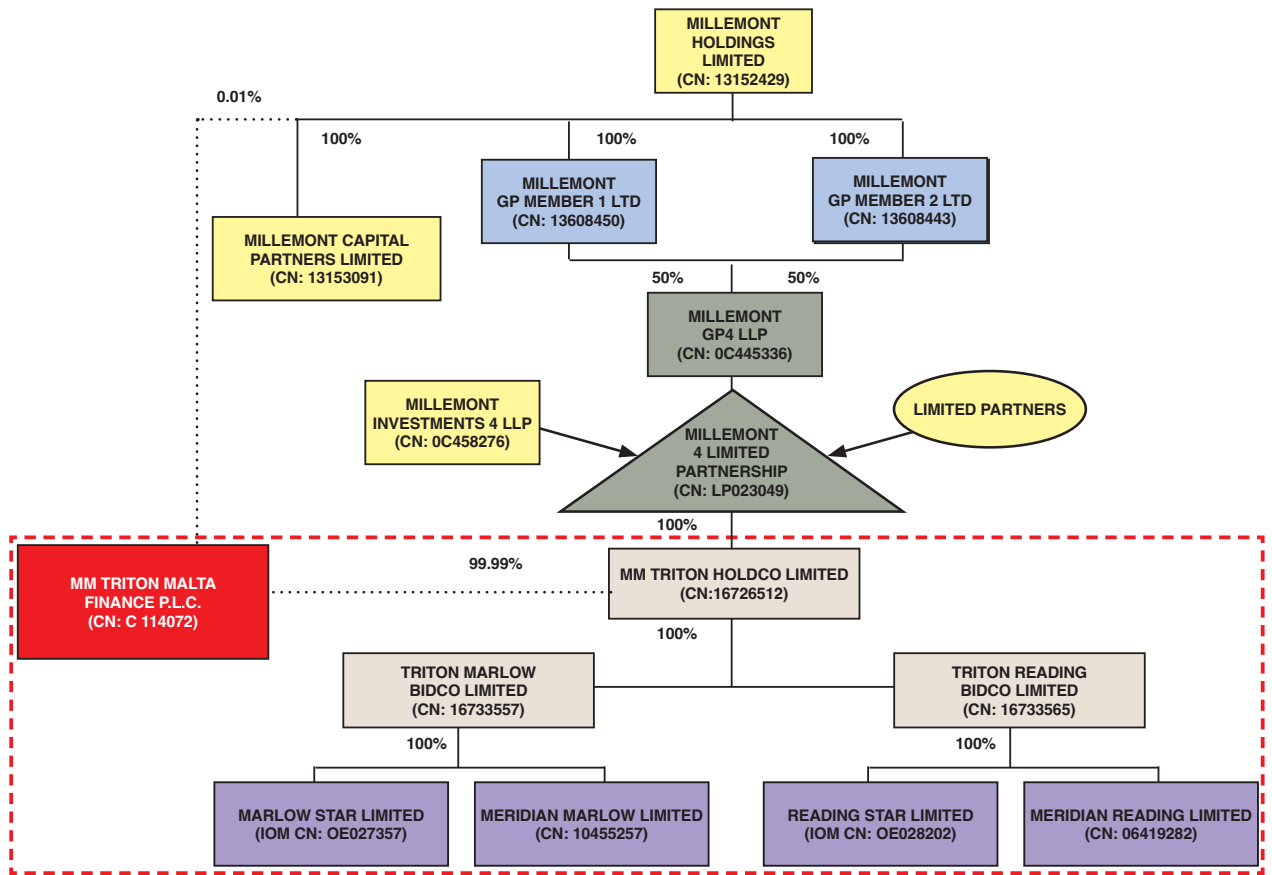 MILLEMONT
HOLDINGS
LIMITED
(CN: 13152429)
0.01%
100%
100%
100%
MILLEMONT
GP MEMBER 1 LTD
(CN: 13608450)
MILLEMONT
GP MEMBER 2 LTD
(CN: 13608443)
MILLEMONT CAPITAL
PARTNERS LIMITED
(CN: 13153091)
50%
50%
MILLEMONT
GP4 LLP
(CN: 0C445336)
MILLEMONT
INVESTMENTS 4 LLP
(CN: 0C458276)
LIMITED PARTNERS
MILLEMONT
4 LIMITED
PARTNERSHIP
(CN: LP023049)
100%
MM TRITON MALTA
FINANCE P.L.C.
(CN: C 114072)
99.99%
MM TRITON HOLDCO LIMITED
(CN:16726512)
100%
TRITON MARLOW
BIDCO LIMITED
(CN: 16733557)
TRITON READING
BIDCO LIMITED
(CN: 16733565)
100%
100%
MARLOW STAR LIMITED
(IOM CN: OE027357)
MERIDIAN MARLOW LIMITED
(CN: 10455257)
READING STAR LIMITED
(IOM CN: OE028202)
MERIDIAN READING LIMITED
(CN: 06419282)